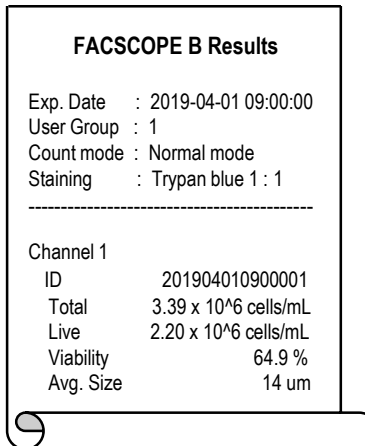 FACSCOPE B Results
Exp. Date : 2019-04-01 09:00:00
User Group : 1
Count mode : Normal mode
Staining : Trypan blue 1 : 1
--------------------------------------------
Channel 1
ID 201904010900001
Total 3.39 x 10^6 cells/mL
Live 2.20 x 10^6 cells/mL
Viability 64.9 %
Avg. Size 14 um